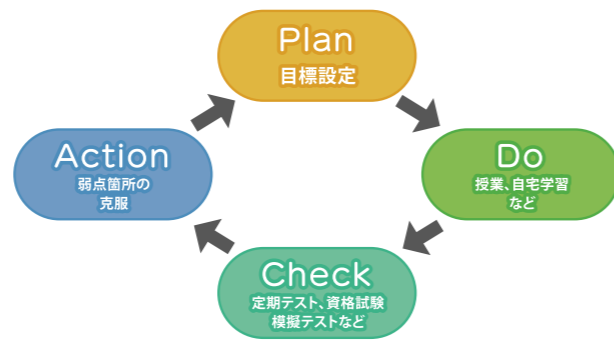 Plan
目標設定
Do
授業、自宅学習
など
Check
定期テスト、資格試験
模擬テストなど
Action
弱点箇所の
克服